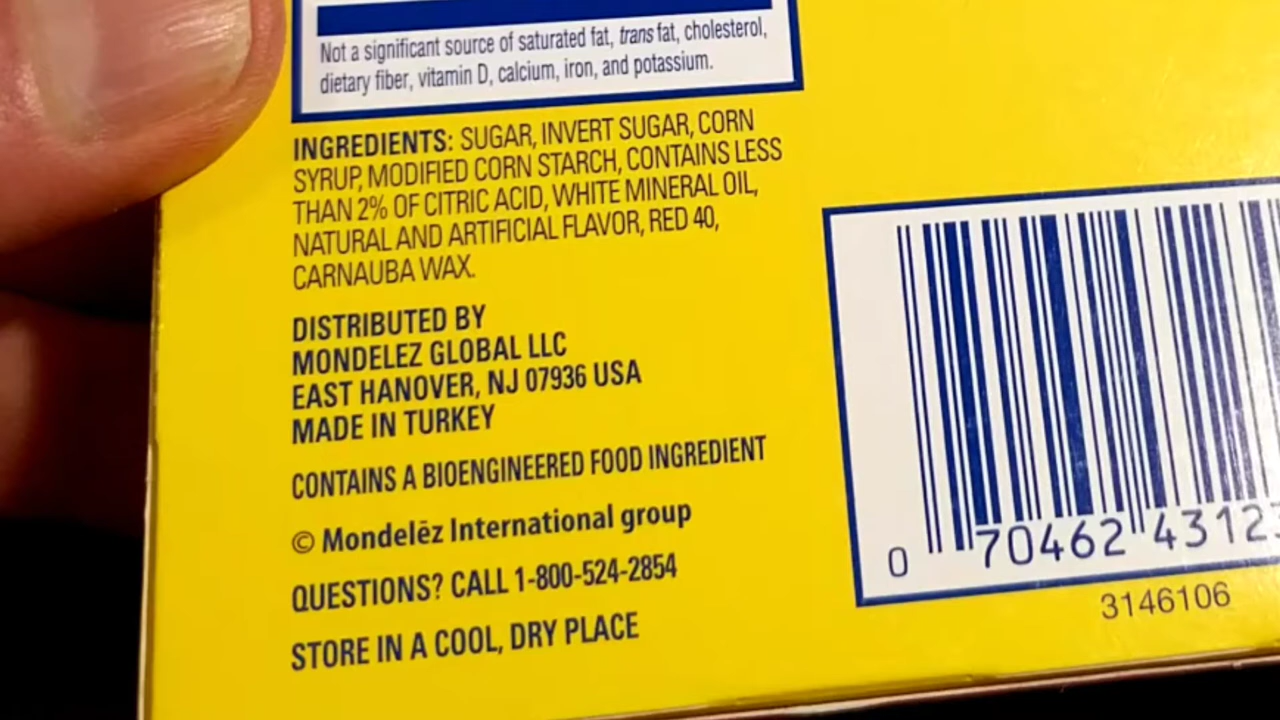 Not a significant source of saturated fat, trans fat, cholesterol,
dietary fiber, vitamin D, calcium, iron, and potassium.
INGREDIENTS: SUGAR, INVERT SUGAR, CORN
SYRUP, MODIFIED CORN STARCH, CONTAINS LESS
THAN 2% OF CITRIC ACID, WHITE MINERAL OIL,
NATURAL AND ARTIFICIAL FLAVOR, RED 40,
CARNAUBA WAX.
DISTRIBUTED BY
MONDELEZ GLOBAL LLC
EAST HANOVER, NJ 07936 USA
MADE IN TURKEY
CONTAINS A BIOENGINEERED FOOD INGREDIENT
© Mondelēz International group
QUESTIONS? CALL 1-800-524-2854
STORE IN A COOL, DRY PLACE
0 70462 43123
3146106